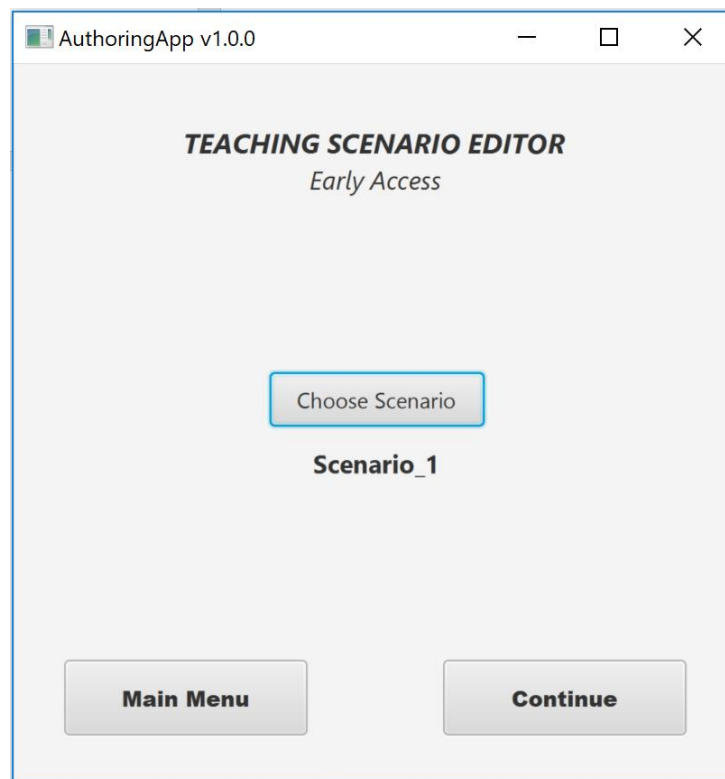 AuthoringApp v1.0.0
TEACHING SCENARIO EDITOR
Early Access
Choose Scenario
Scenario_1
Main Menu
Continue